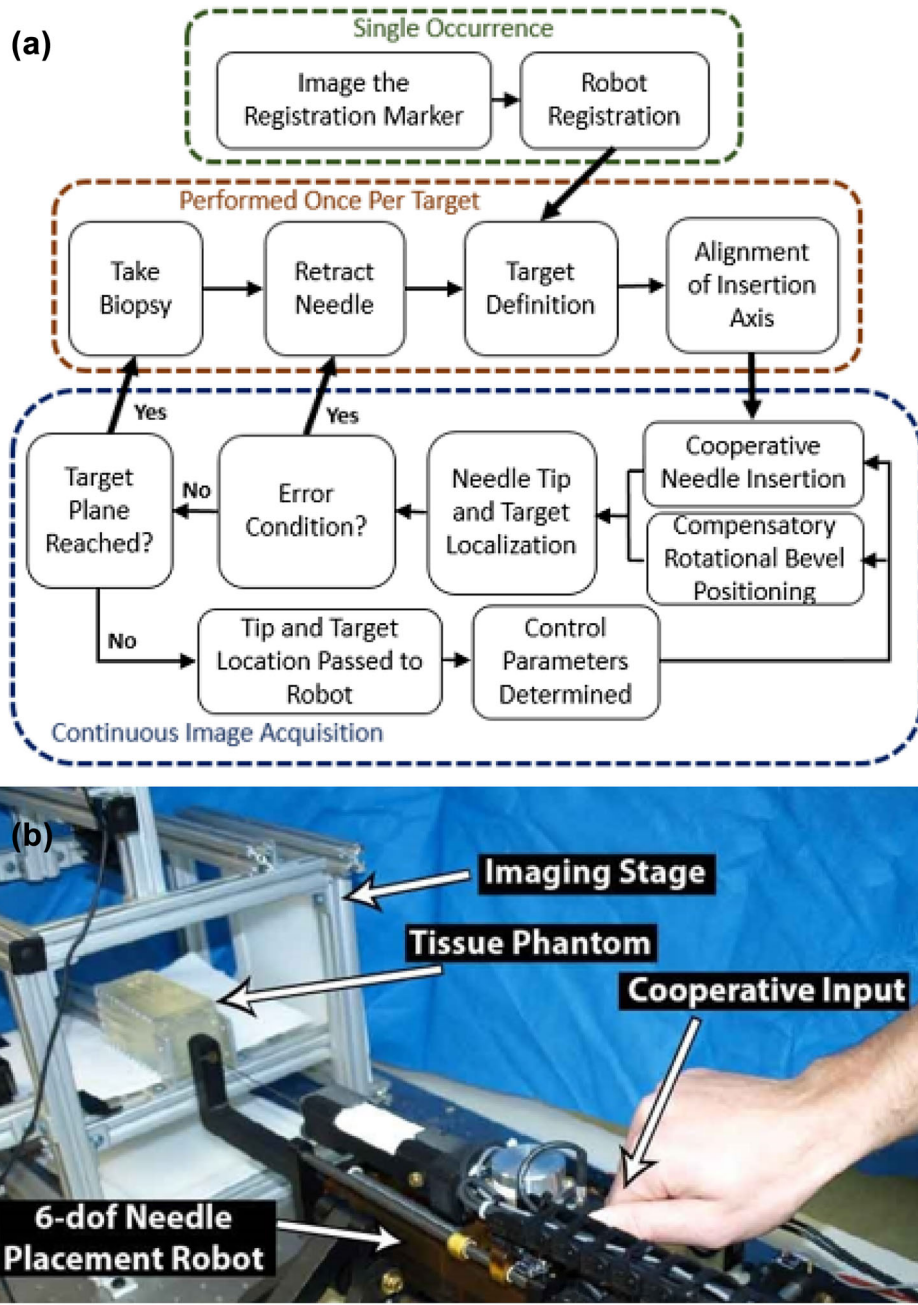 (a)
Single Occurrence
Image the
Registration Marker
Robot
Registration
Performed Once Per Target
Take
Biopsy
Retract
Needle
Target
Definition
Alignment
of Insertion
Axis
Yes
Yes
Target
Plane
Reached?
No
Error
Condition?
Needle Tip
and Target
Localization
Cooperative
Needle Insertion
Compensatory
Rotational Bevel
Positioning
No
Tip and Target
Location Passed to
Robot
Control
Parameters
Determined
Continuous Image Acquisition
(b)
Imaging Stage
Tissue Phantom
Cooperative Input
6-dof Needle
Placement Robot